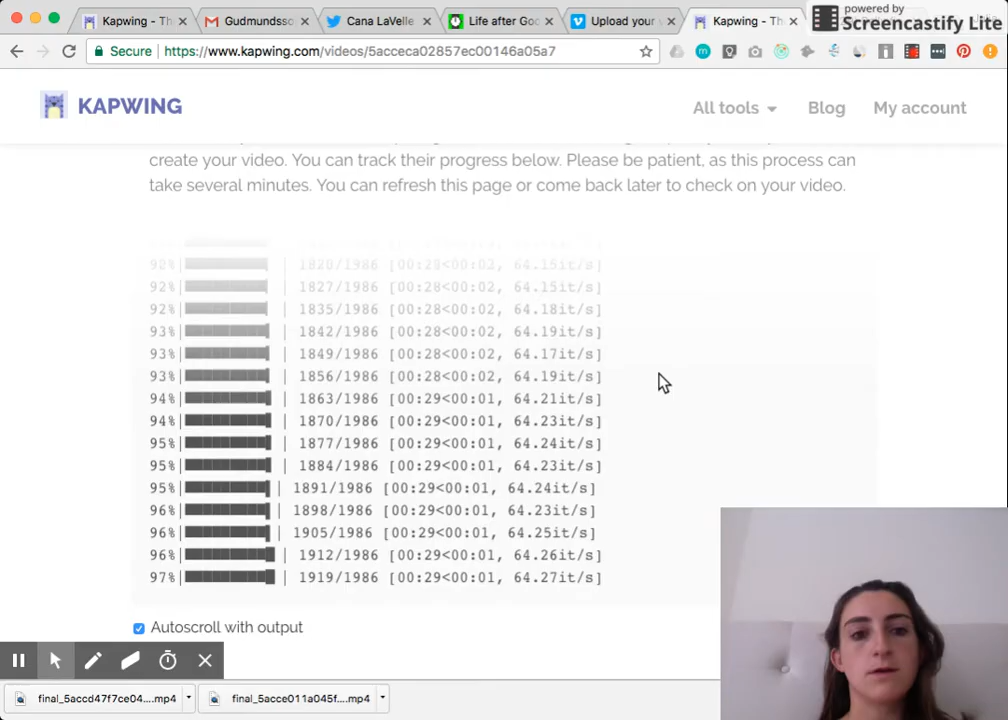 Kapwing - Th
Gudmundsso
Cana LaVelle
Life after Goo
Upload your
Kapwing - Th
powered by
Screencastify Lite
Secure
https://www.kapwing.com/videos/5acceca02857ec00146a05a7
KAPWING
All tools
Blog
My account
create your video. You can track their progress below. Please be patient, as this process can
take several minutes. You can refresh this page or come back later to check on your video.
92%| | 1820/1986 [00:28<00:02, 64.15it/s]
92%| | 1827/1986 [00:28<00:02, 64.15it/s]
92%| | 1835/1986 [00:28<00:02, 64.18it/s]
93%| | 1842/1986 [00:28<00:02, 64.19it/s]
93%| | 1849/1986 [00:28<00:02, 64.17it/s]
93%| | 1856/1986 [00:28<00:02, 64.19it/s]
94%| | 1863/1986 [00:29<00:01, 64.21it/s]
94%| | 1870/1986 [00:29<00:01, 64.23it/s]
95%| | 1877/1986 [00:29<00:01, 64.24it/s]
95%| | 1884/1986 [00:29<00:01, 64.23it/s]
95%| | 1891/1986 [00:29<00:01, 64.24it/s]
96%| | 1898/1986 [00:29<00:01, 64.23it/s]
96%| | 1905/1986 [00:29<00:01, 64.25it/s]
96%| | 1912/1986 [00:29<00:01, 64.26it/s]
97%| | 1919/1986 [00:29<00:01, 64.27it/s]
Autoscroll with output
final_5accd47f7ce04....mp4
final_5acce011a045f....mp4